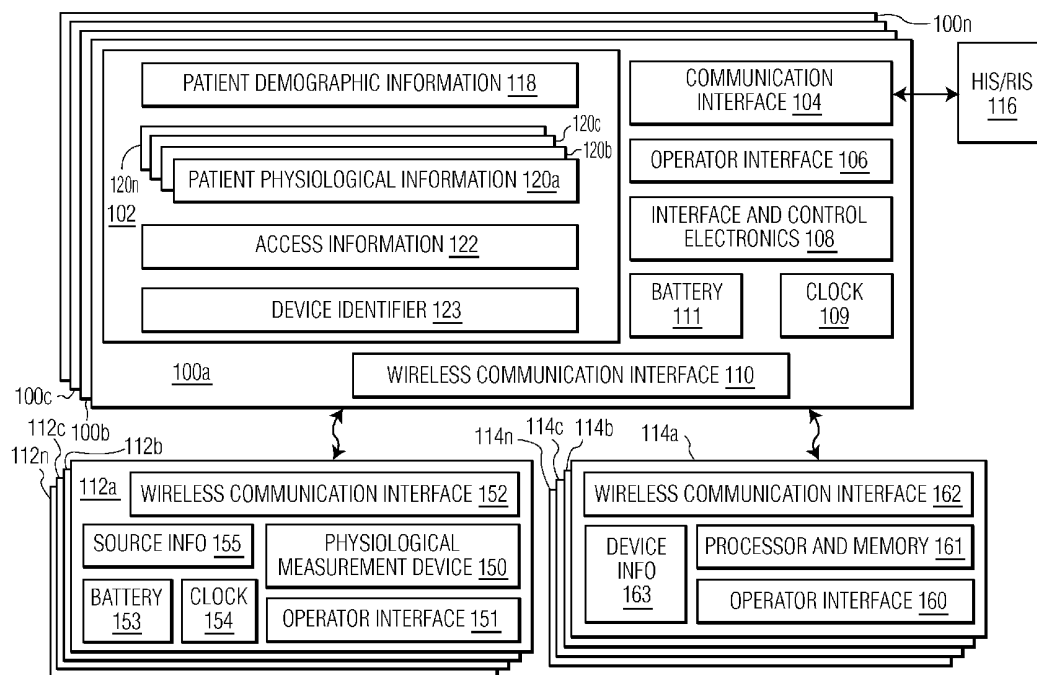 100n
PATIENT DEMOGRAPHIC INFORMATION 118
120c
120b
120n
PATIENT PHYSIOLOGICAL INFORMATION 120a
102
ACCESS INFORMATION 122
DEVICE IDENTIFIER 123
COMMUNICATION
INTERFACE 104
HIS/RIS
116
OPERATOR INTERFACE 106
INTERFACE AND CONTROL
ELECTRONICS 108
BATTERY
111
CLOCK
109
100a
WIRELESS COMMUNICATION INTERFACE 110
100c
100b
112c
112n
112b
112a
WIRELESS COMMUNICATION INTERFACE 152
SOURCE INFO 155
PHYSIOLOGICAL
MEASUREMENT DEVICE 150
BATTERY
153
CLOCK
154
OPERATOR INTERFACE 151
114c
114n
114b
114a
WIRELESS COMMUNICATION INTERFACE 162
DEVICE
INFO
163
PROCESSOR AND MEMORY 161
OPERATOR INTERFACE 160